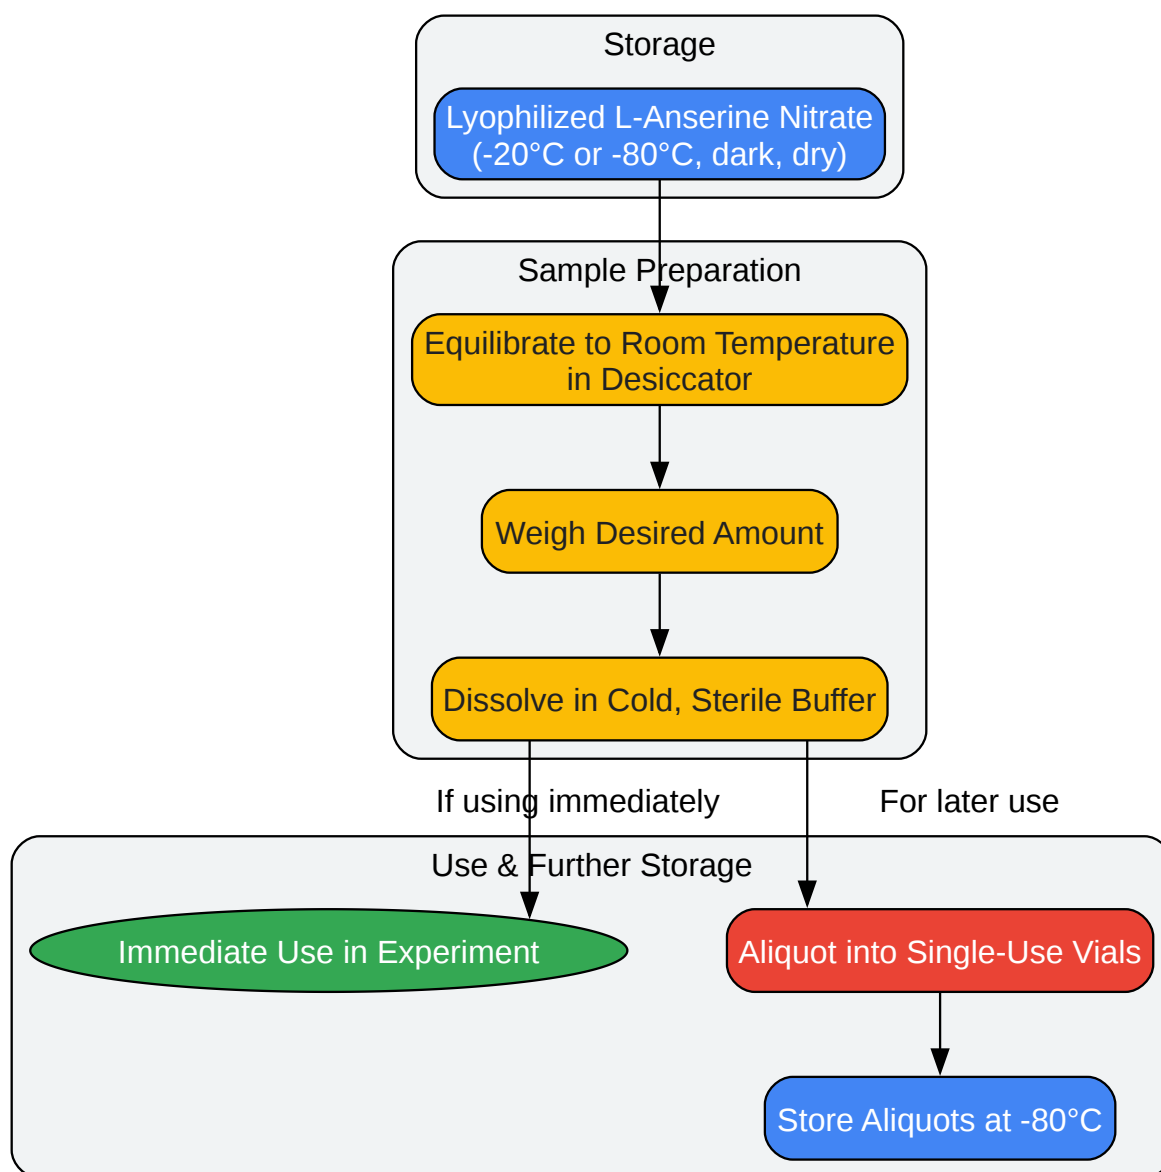 Storage
Lyophilized L-Anserine Nitrate
(-20°C or -80°C, dark, dry)
Sample Preparation
Equilibrate to Room Temperature
in Desiccator
Weigh Desired Amount
Dissolve in Cold, Sterile Buffer
If using immediately
For later use
Use & Further Storage
Immediate Use in Experiment
Aliquot into Single-Use Vials
Store Aliquots at -80°C